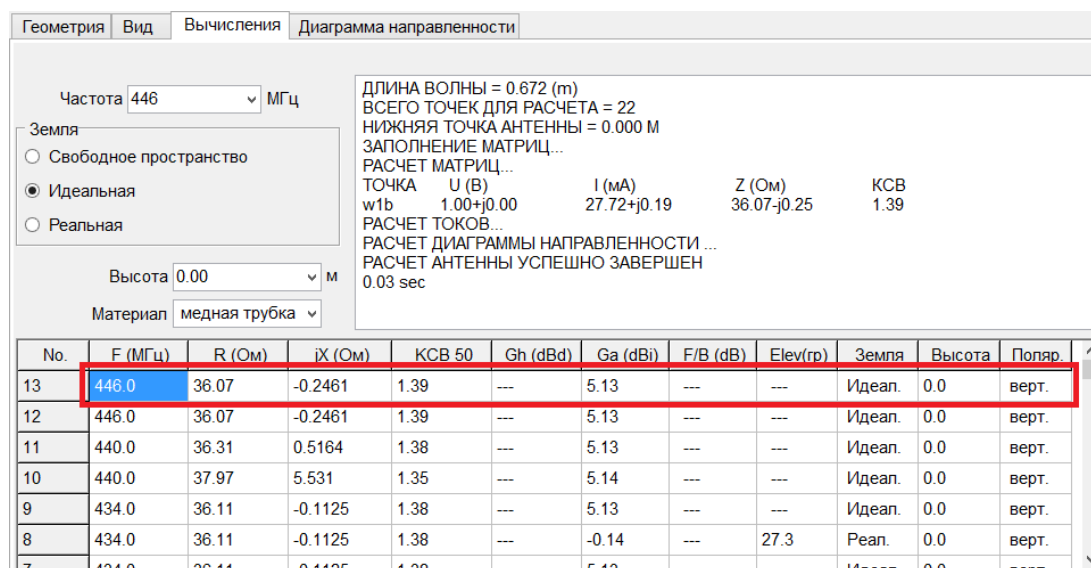 Геометрия Вид Вычисления Диаграмма направленности
Частота 446 МГц
Земля
Свободное пространство
Идеальная
Реальная
Высота 0.00 м
Материал медная трубка
ДЛИНА ВОЛНЫ = 0.672 (m)
ВСЕГО ТОЧЕК ДЛЯ РАСЧЕТА = 22
НИЖНЯЯ ТОЧКА АНТЕННЫ = 0.000 М
ЗАПОЛНЕНИЕ МАТРИЦ...
РАСЧЕТ МАТРИЦ...
ТОЧКА U (В) I (мА) Z (Ом) КСВ
w1b 1.00+j0.00 27.72+j0.19 36.07-j0.25 1.39
РАСЧЕТ ТОКОВ...
РАСЧЕТ ДИАГРАММЫ НАПРАВЛЕННОСТИ ...
РАСЧЕТ АНТЕННЫ УСПЕШНО ЗАВЕРШЕН
0.03 sec
No. F (МГц) R (Ом) jX (Ом) КСВ 50 Gh (dBd) Ga (dBi) F/B (dB) Elev(гр) Земля Высота Поляр.
13 446.0 36.07 -0.2461 1.39 --- 5.13 --- --- Идеал. 0.0 верт.
12 446.0 36.07 -0.2461 1.39 --- 5.13 --- --- Идеал. 0.0 верт.
11 440.0 36.31 0.5164 1.38 --- 5.13 --- --- Идеал. 0.0 верт.
10 440.0 37.97 5.531 1.35 --- 5.14 --- --- Идеал. 0.0 верт.
9 434.0 36.11 -0.1125 1.38 --- 5.13 --- --- Идеал. 0.0 верт.
8 434.0 36.11 -0.1125 1.38 --- -0.14 --- 27.3 Реал. 0.0 верт.